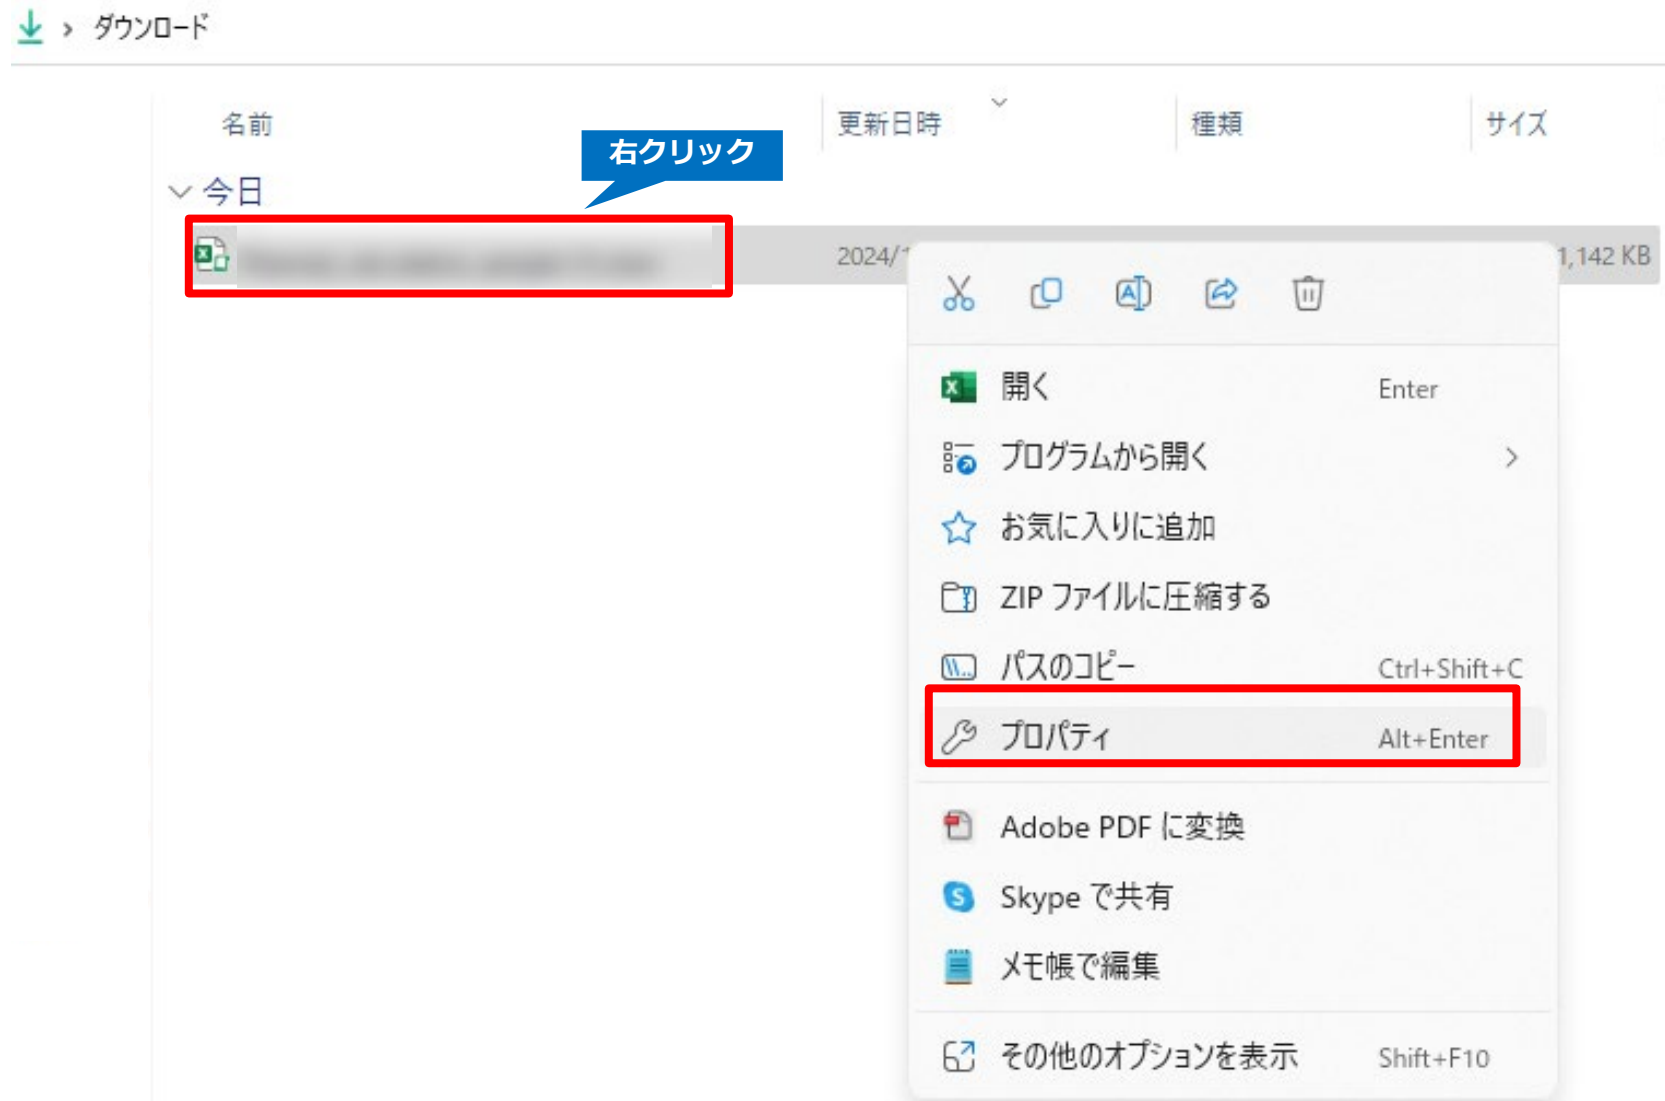 ダウンロード
名前
更新日時
種類
サイズ
右クリック
今日
2024/
1,142 KB
開く Enter
プログラムから開く
お気に入りに追加
ZIP ファイルに圧縮する
パスのコピー Ctrl+Shift+C
プロパティ Alt+Enter
Adobe PDF に変換
Skype で共有
メモ帳で編集
その他のオプションを表示 Shift+F10